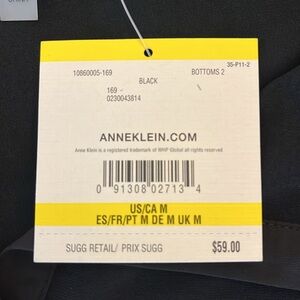 35-P11-2
10860005-169 BOTTOMS 2
BLACK
169 -
0230043814
ANNEKLEIN.COM
Anne Klein is a registered trademark of WHP Global all rights reserved
0 91308 02713 4
US/CA M
ES/FR/PT M DE M UK M
SUGG RETAIL/ PRIX SUGG $59.00